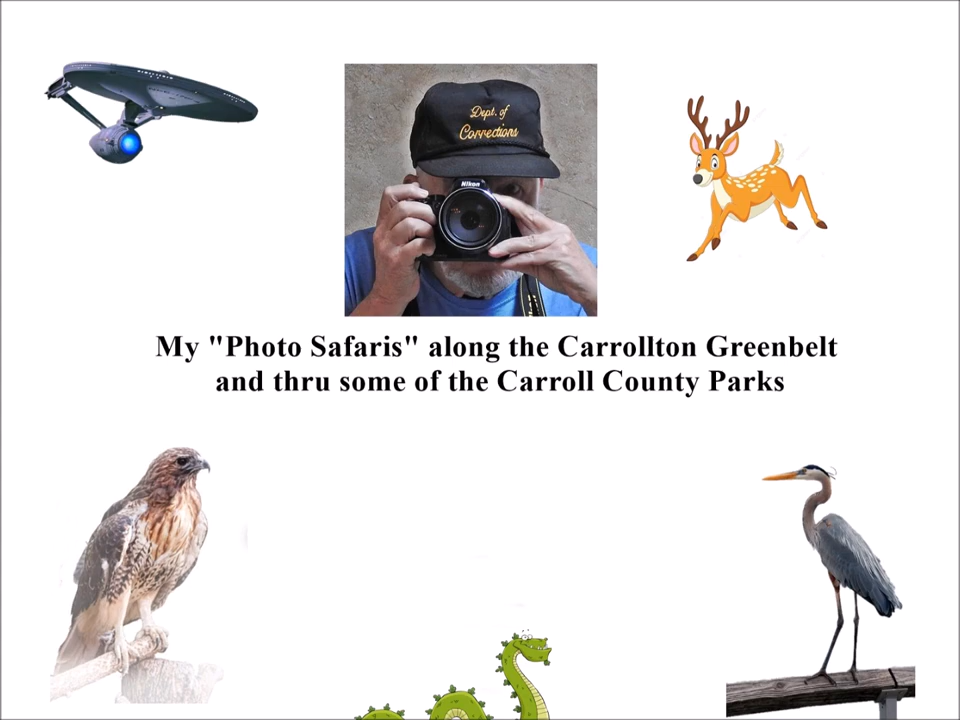 Dept. of
Corrections
Nikon
My "Photo Safaris" along the Carrollton Greenbelt
and thru some of the Carroll County Parks